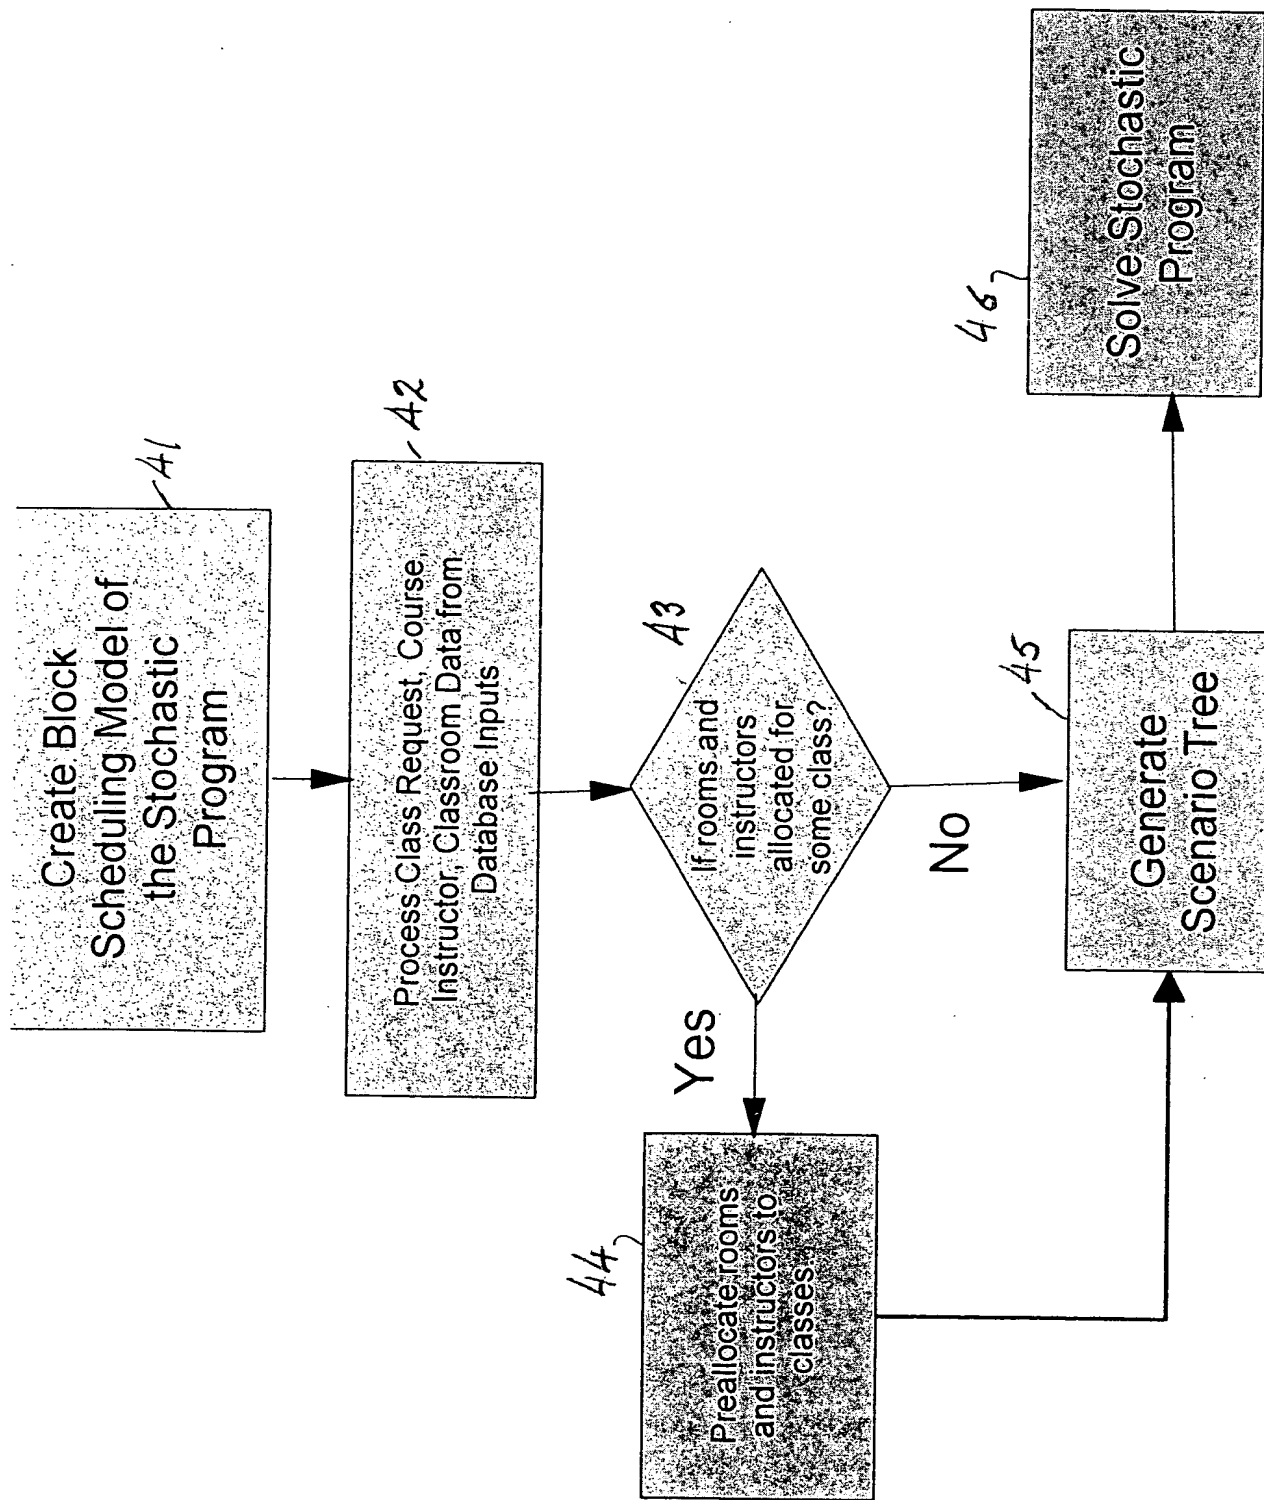 Create Block
Scheduling Model of
the Stochastic
Program
41
Process Class Request, Course,
Instructor, Classroom Data from
Database Inputs
42
If rooms and
instructors
allocated for
some class?
43
Yes
No
Preallocate rooms
and instructors to
classes.
44
Generate
Scenario Tree
45
Solve Stochastic
Program
46